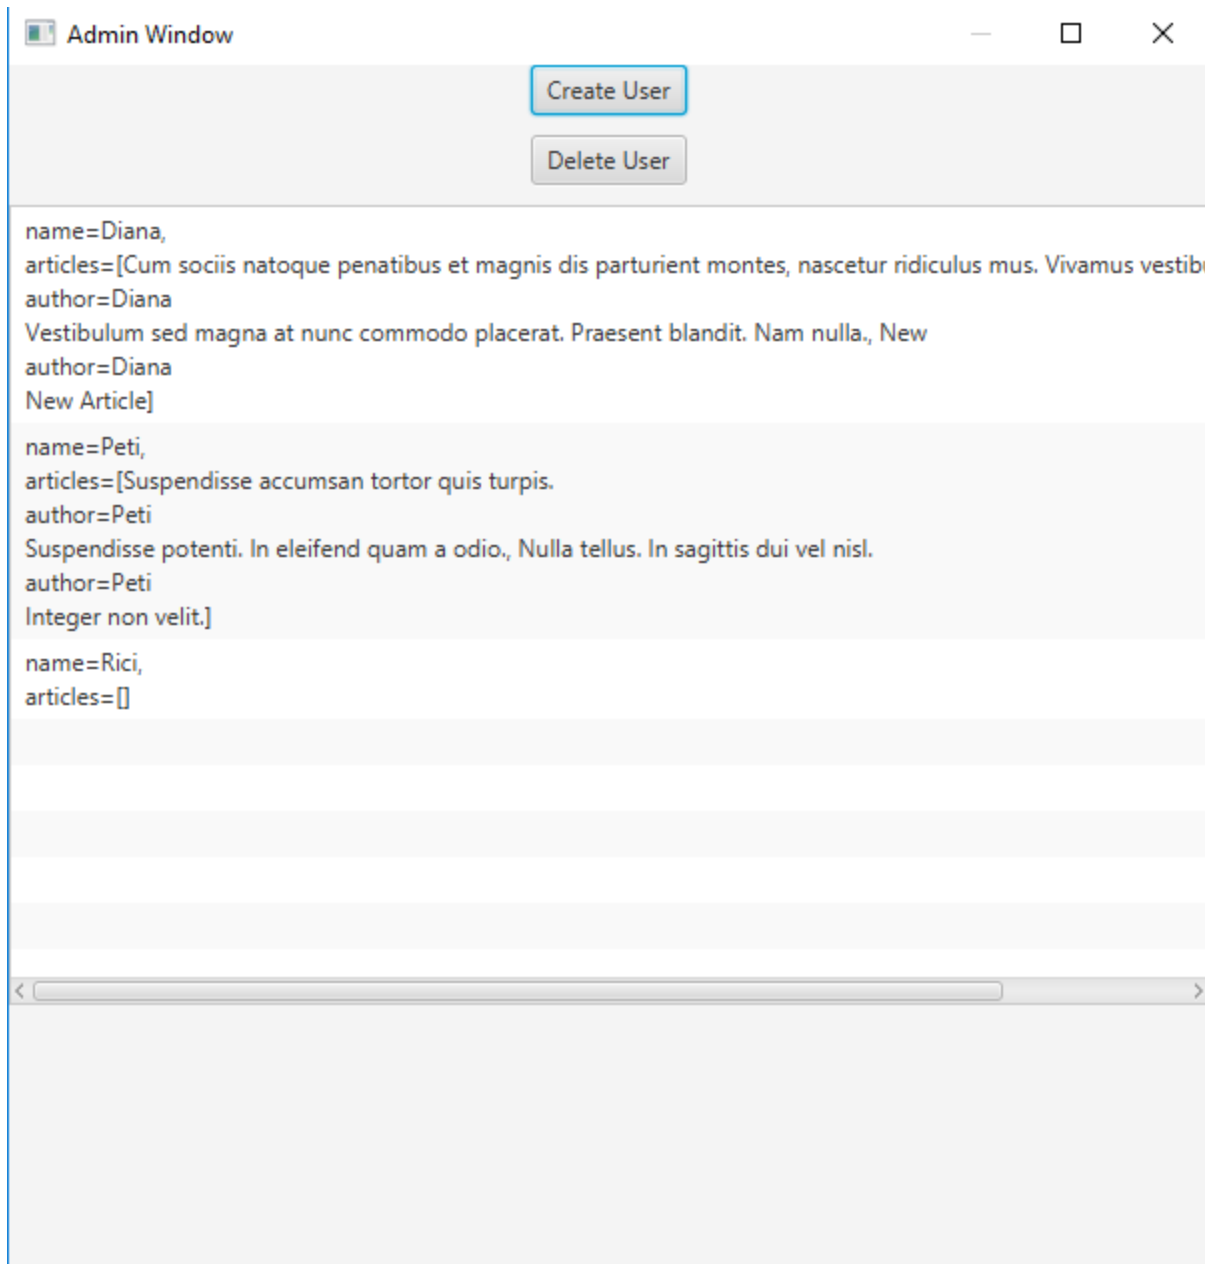 Admin Window
Create User
Delete User
name=Diana,
articles=[Cum sociis natoque penatibus et magnis dis parturient montes, nascetur ridiculus mus. Vivamus
author=Diana
Vestibulum sed magna at nunc commodo placerat. Praesent blandit. Nam nulla., New
author=Diana
New Article]
name=Peti,
articles=[Suspendisse accumsan tortor quis turpis.
author=Peti
Suspendisse potenti. In eleifend quam a odio., Nulla tellus. In sagittis dui vel nisl.
author=Peti
Integer non velit.]
name=Rici,
articles=[]